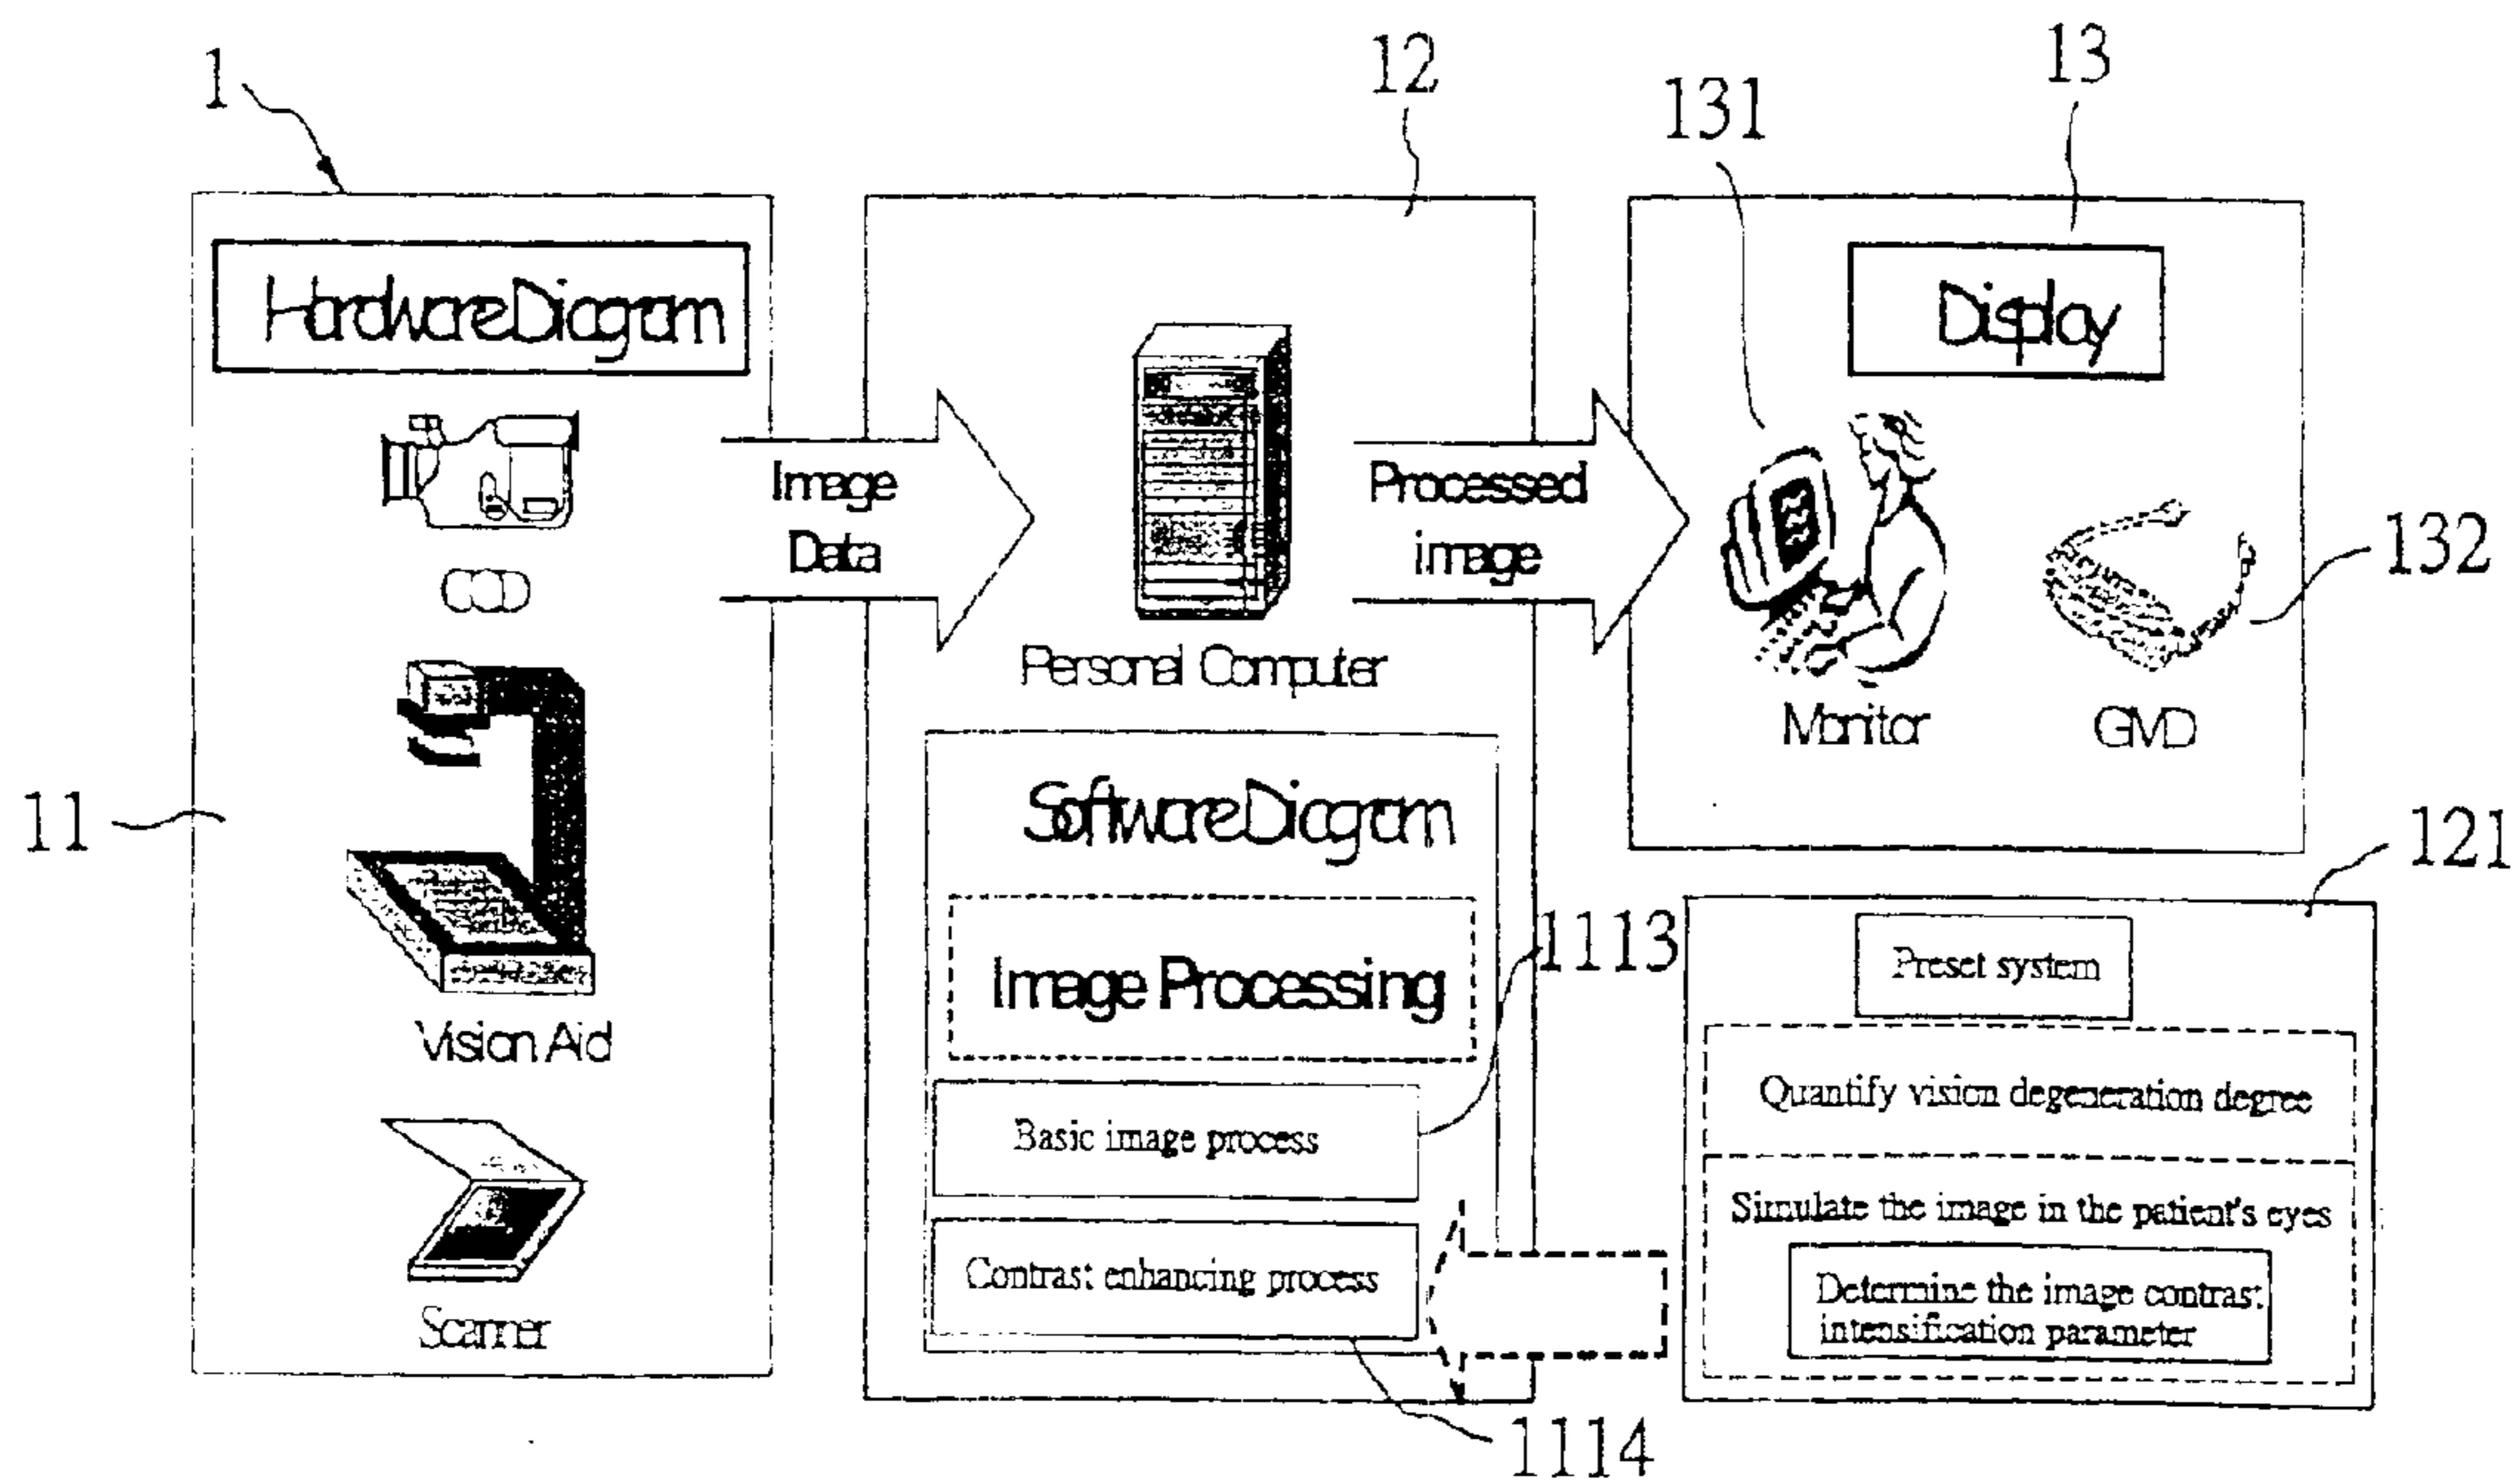 1
12
131
13
Hardware Diagram
Display
Image
Data
Processed
image
132
Personal Computer
Monitor
GMD
Software Diagram
11
121
Image Processing
1113
Preset system
Vision Aid
Quantify vision degeneration degree
Basic image process
Simulate the image in the patient's eyes
Contrast enhancing process
Determine the image contrast
intensification parameter
Scanner
1114